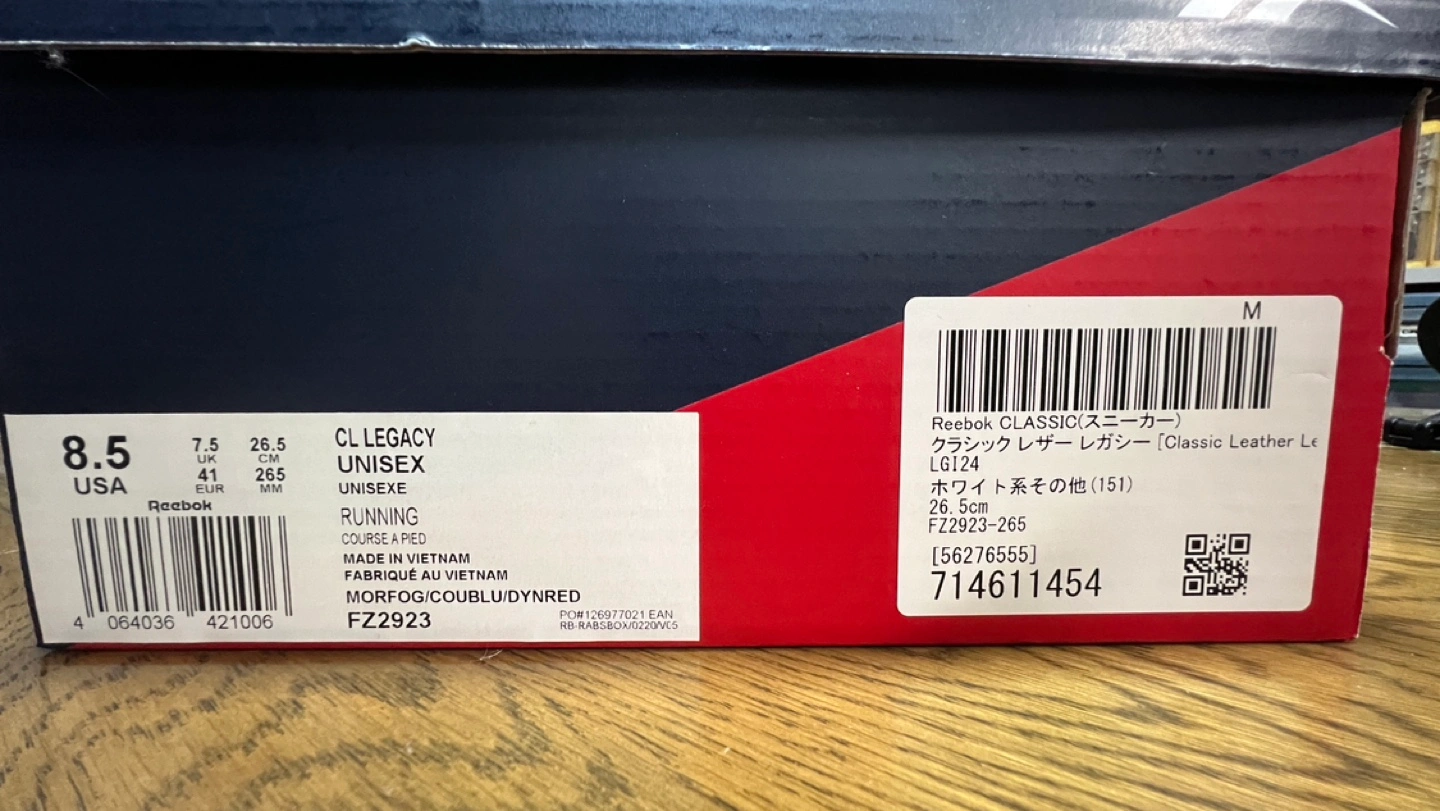 8.5
USA
7.5
UK
41
EUR
26.5
CM
265
MM
Reebok
4 064036 421006
CL LEGACY
UNISEX
UNISEXE
RUNNING
COURSE A PIED
MADE IN VIETNAM
FABRIQUÉ AU VIETNAM
MORFOG/COUBLU/DYNRED
FZ2923
PO#126977021 EAN
RB-RABSBOX/0220/VC5
M
Reebok CLASSIC(スニーカー)
クラシック レザー レガシー [Classic Leather Le
LGI24
ホワイト系その他(151)
26.5cm
FZ2923-265
[56276555]
714611454